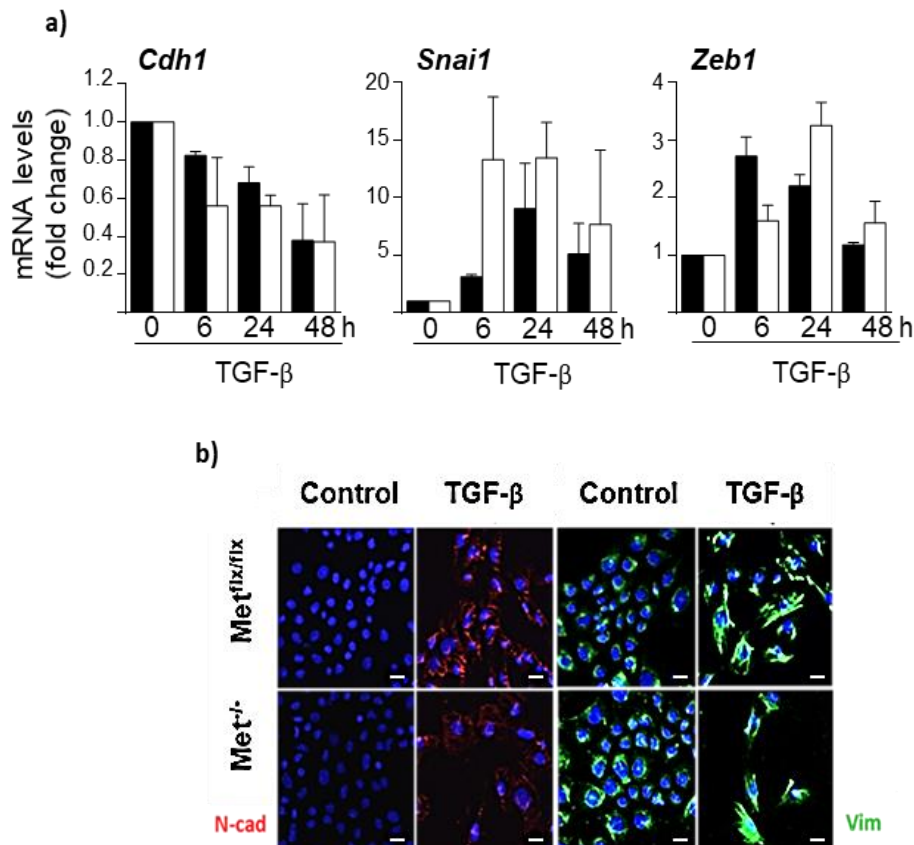 a)
Cdh1 Snai1 Zeb1
mRNA levels
(fold change)
1.2
1.0
0.8
0.6
0.4
0.2
20
15
10
5
4
3
2
1
0 6 24 48 h 0 6 24 48 h 0 6 24 48 h
TGF-β TGF-β TGF-β
b)
Control TGF-β Control TGF-β
Met flx/flx
Met -/-
N-cad Vim